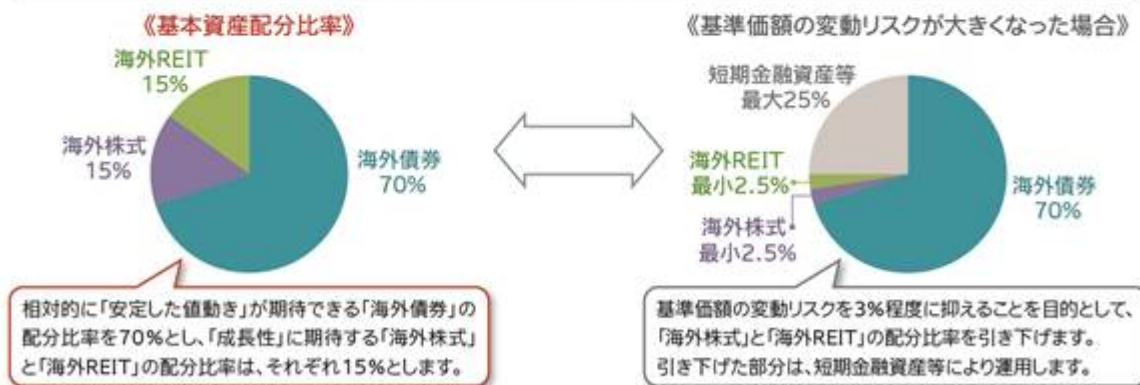 《基本資産配分比率》
海外REIT
15%
海外株式
15%
海外債券
70%
相対的に「安定した値動き」が期待できる「海外債券」の
配分比率を70%とし、「成長性」に期待する「海外株式」
と「海外REIT」の配分比率は、それぞれ15%とします。
《基準価額の変動リスクが大きくなった場合》
短期金融資産等
最大25%
海外REIT
最小2.5%
海外株式
最小2.5%
海外債券
70%
基準価額の変動リスクを3%程度に抑えることを目的として、
「海外株式」と「海外REIT」の配分比率を引き下げます。
引き下げた部分は、短期金融資産等により運用します。